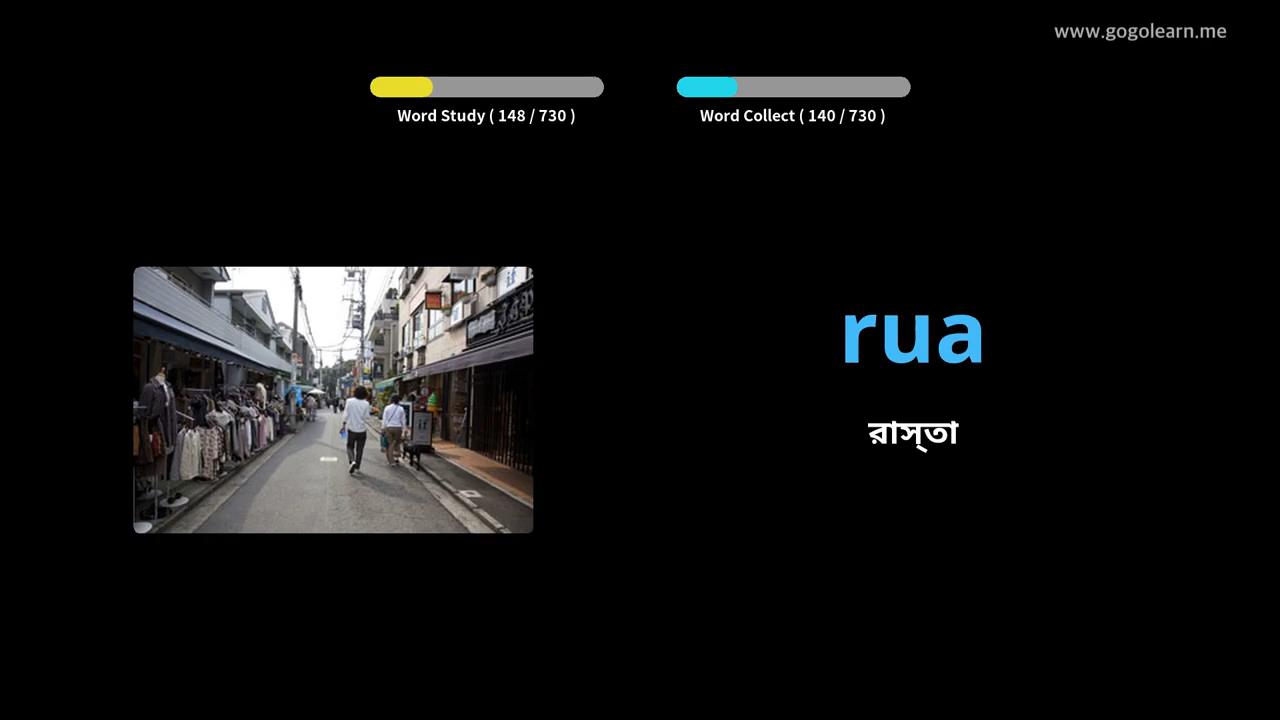 www.gogolearn.me
Word Study ( 148 / 730 )
Word Collect ( 140 / 730 )
rua
রাস্তা